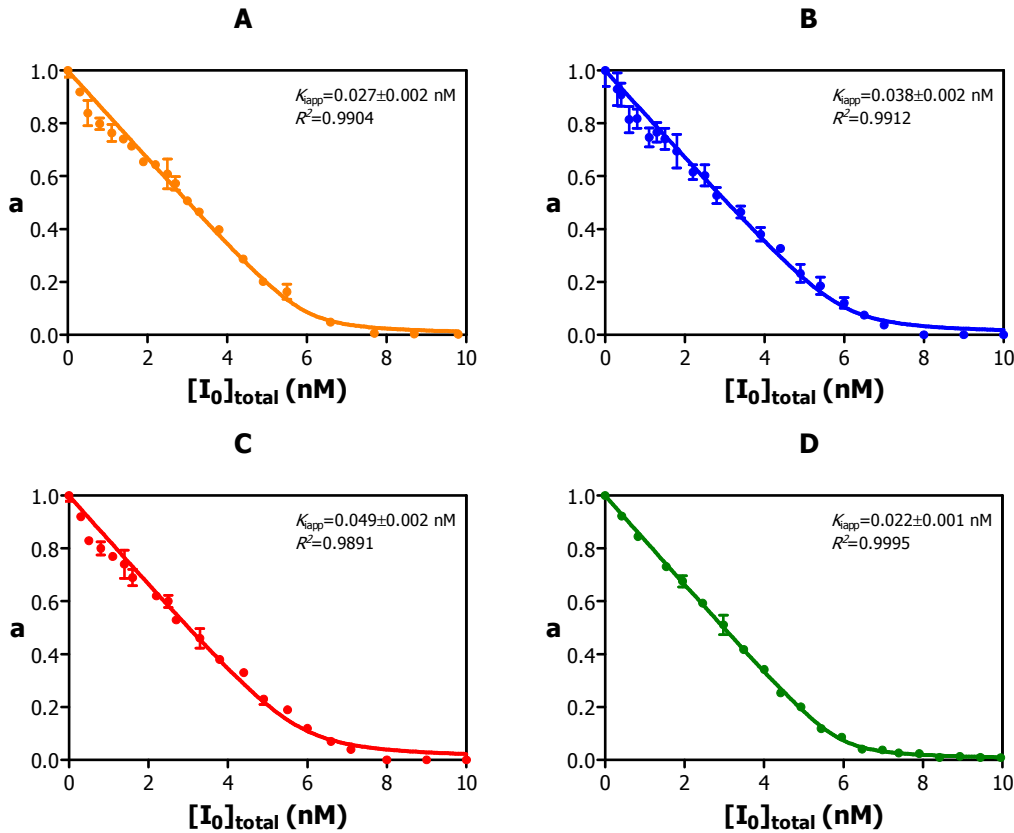 A
1.0
0.8
0.6
0.4
0.2
0.0
a
K_iapp=0.027±0.002 nM
R²=0.9904
0 2 4 6 8 10
[I₀]total (nM)
B
1.0
0.8
0.6
0.4
0.2
0.0
a
K_iapp=0.038±0.002 nM
R²=0.9912
0 2 4 6 8 10
[I₀]total (nM)
C
1.0
0.8
0.6
0.4
0.2
0.0
a
K_iapp=0.049±0.002 nM
R²=0.9891
0 2 4 6 8 10
[I₀]total (nM)
D
1.0
0.8
0.6
0.4
0.2
0.0
a
K_iapp=0.022±0.001 nM
R²=0.9995
0 2 4 6 8 10
[I₀]total (nM)